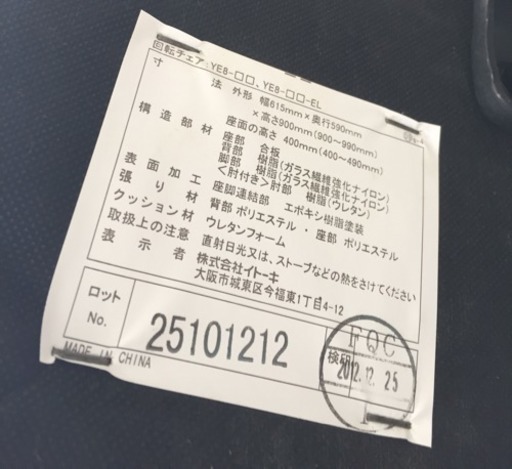 回転チェア YE8-□□、YE8-□□-EL
寸 法 外形 幅615mm×奥行590mm
×高さ900mm(900~990mm)
座面の高さ 400mm(400~490mm)
構造部材 座部 合板
背部 樹脂(ガラス繊維強化ナイロン)
脚部 樹脂(ガラス繊維強化ナイロン)
<肘付き>肘部 樹脂(ウレタン)
表面加工 座脚連結部 エポキシ樹脂塗装
張り材 背部 ポリエステル・座部 ポリエステル
クッション材 ウレタンフォーム
取扱上の注意 直射日光又は、ストーブなどの熱をさけてください
表示者 株式会社イトーキ
大阪市城東区今福東1丁目4-12
ロット No. 25101212
FQC
検印
2012.12.25
MADE IN CHINA